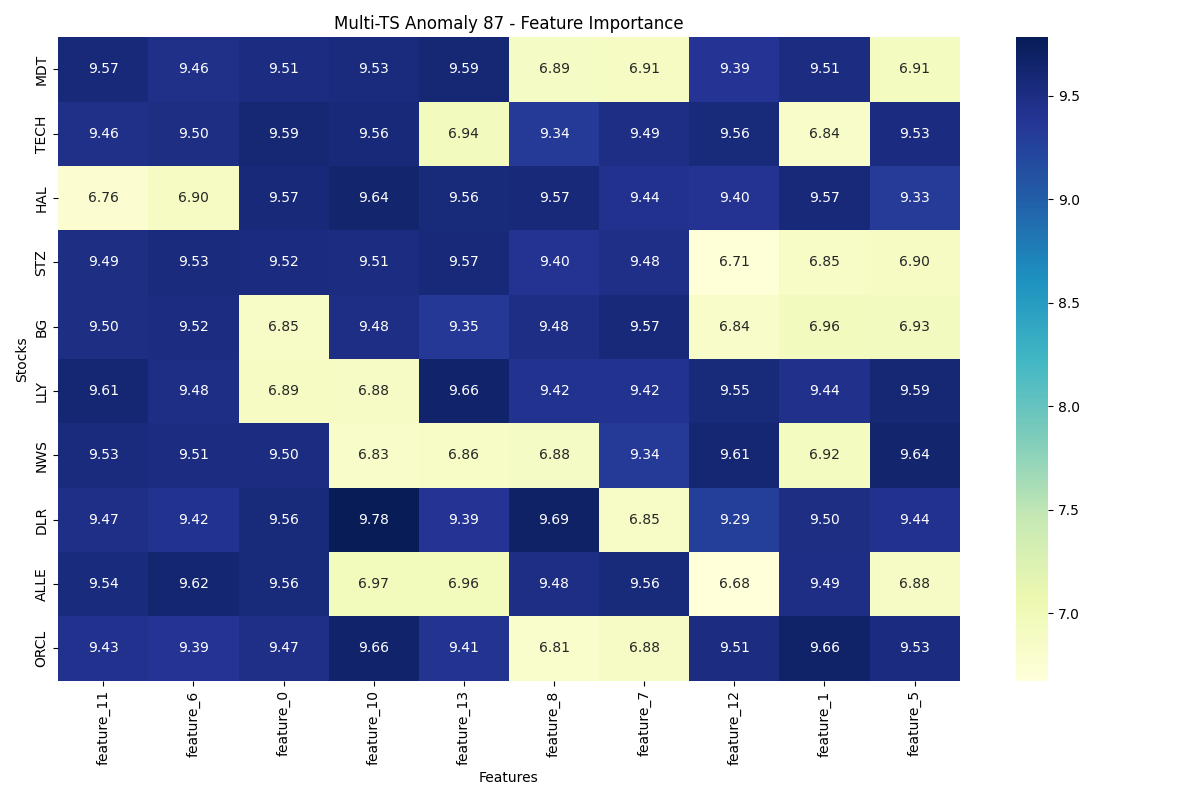 Multi-TS Anomaly 87 - Feature Importance
MDT 9.57 9.46 9.51 9.53 9.59 6.89 6.91 9.39 9.51 6.91
TECH 9.46 9.50 9.59 9.56 6.94 9.34 9.49 9.56 6.84 9.53
HAL 6.76 6.90 9.57 9.64 9.56 9.57 9.44 9.40 9.57 9.33
STZ 9.49 9.53 9.52 9.51 9.57 9.40 9.48 6.71 6.85 6.90
BG 9.50 9.52 6.85 9.48 9.35 9.48 9.57 6.84 6.96 6.93
LLY 9.61 9.48 6.89 6.88 9.66 9.42 9.42 9.55 9.44 9.59
NWS 9.53 9.51 9.50 6.83 6.86 6.88 9.34 9.61 6.92 9.64
DLR 9.47 9.42 9.56 9.78 9.39 9.69 6.85 9.29 9.50 9.44
ALLE 9.54 9.62 9.56 6.97 6.96 9.48 9.56 6.68 9.49 6.88
ORCL 9.43 9.39 9.47 9.66 9.41 6.81 6.88 9.51 9.66 9.53
Stocks
feature_11 feature_6 feature_0 feature_10 feature_13 feature_8 feature_7 feature_12 feature_1 feature_5
Features
9.5
9.0
8.5
8.0
7.5
7.0